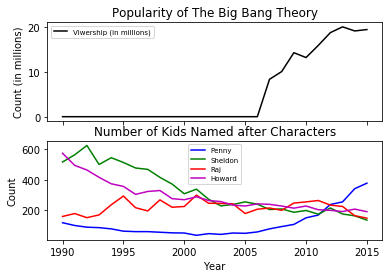 Popularity of The Big Bang Theory
Count (in millions)
20
10
0
Viwership (in millions)
Number of Kids Named after Characters
Count
600
400
200
Penny
Sheldon
Raj
Howard
1990 1995 2000 2005 2010 2015
Year